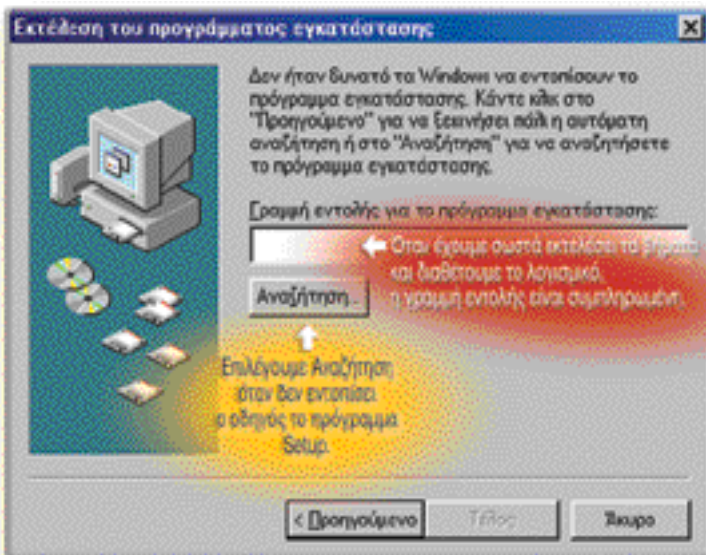 Εκτέλεση του προγράμματος εγκατάστασης
Δεν ήταν δυνατό τα Windows να εντοπίσουν το
πρόγραμμα εγκατάστασης. Κάντε κλικ στο
"Προηγούμενο" για να ξεκινήσει πάλι η αυτόματη
αναζήτηση ή στο "Αναζήτηση" για να αναζητήσετε
το πρόγραμμα εγκατάστασης.
Γραμμή εντολής για το πρόγραμμα εγκατάστασης:
Όταν έχουμε σωστά εκτελέσει τα βήματα
και διαθέτουμε το λογισμικό,
η γραμμή εντολής είναι συμπληρωμένη.
Αναζήτηση...
Επιλέγουμε Αναζήτηση
όταν δεν εντοπίσει
ο οδηγός το πρόγραμμα
Setup.
< Προηγούμενο
Τέλος
Άκυρο